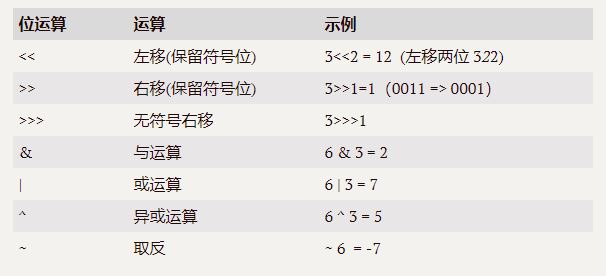 位运算 运算 示例
<< 左移(保留符号位) 3<<2 = 12 (左移两位 322)
>> 右移(保留符号位) 3>>1=1（0011 => 0001）
>>> 无符号右移 3>>>1
& 与运算 6 & 3 = 2
| 或运算 6 | 3 = 7
^ 异或运算 6 ^ 3 = 5
~ 取反 ~ 6 = -7